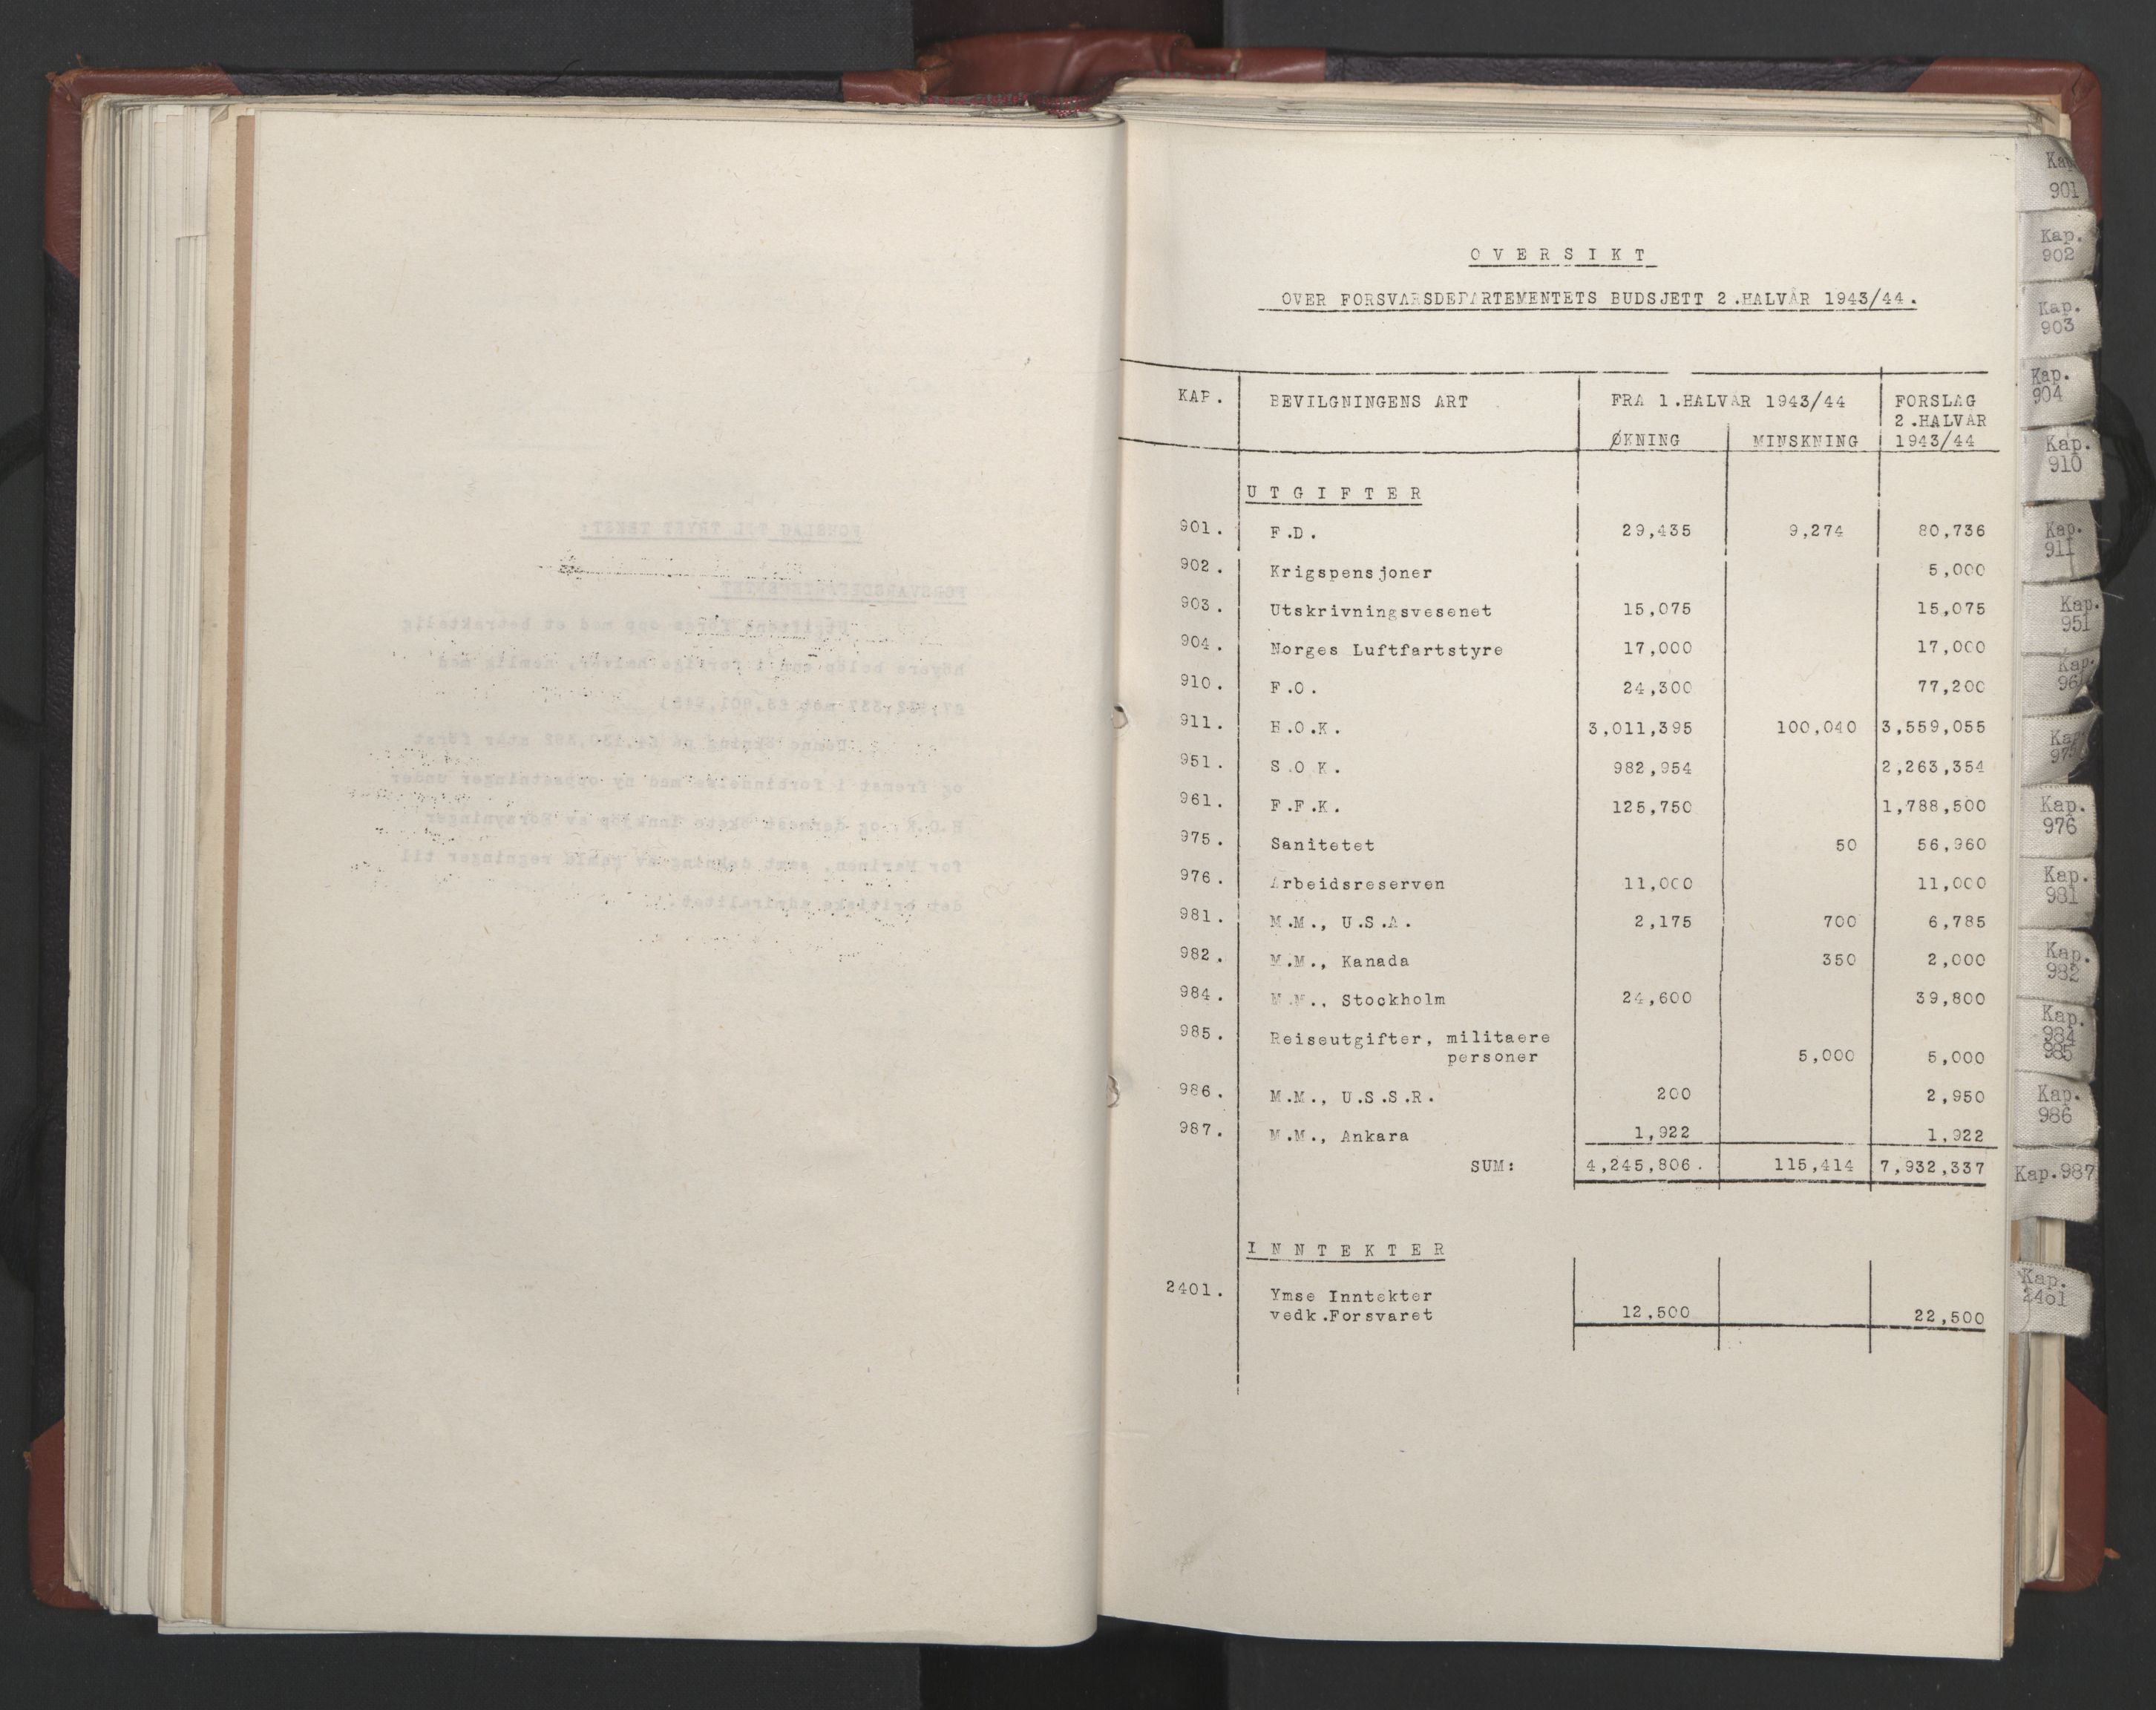 O V E R S I K T
OVER FORSVARSDEPARTEMENTETS BUDSJETT 2.HALVÅR 1943/44.
KAP. BEVILGNINGENS ART FRA 1.HALVÅR 1943/44 FORSLAG
2.HALVÅR
ØKNING MINSKNING 1943/44
U T G I F T E R
901. F.D. 29,435 9,274 80,736
902. Krigspensjoner 5,000
903. Utskrivningsvesenet 15,075 15,075
904. Norges Luftfartstyre 17,000 17,000
910. F.O. 24,300 77,200
911. H.O.K. 3,011,395 100,040 3,559,055
951. S.O.K. 982,954 2,263,354
961. F.F.K. 125,750 1,788,500
975. Sanitetet 50 56,960
976. Arbeidsreserven 11,000 11,000
981. M.M., U.S.A. 2,175 700 6,785
982. M.M., Kanada 350 2,000
984. M.M., Stockholm 24,600 39,800
985. Reiseutgifter, militaere
personer 5,000 5,000
986. M.M., U.S.S.R. 200 2,950
987. M.M., Ankara 1,922 1,922
SUM: 4,245,806. 115,414 7,932,337
I N N T E K T E R
2401. Ymse Inntekter
vedk.Forsvaret 12,500 22,500
Kap.
901
Kap.
902
Kap.
903
Kap.
904
Kap.
910
Kap.
911
Kap.
951
Kap.
961
Kap.
975
Kap.
976
Kap.
981
Kap.
982
Kap.
984
985
Kap.
986
Kap.987
Kap.
2401